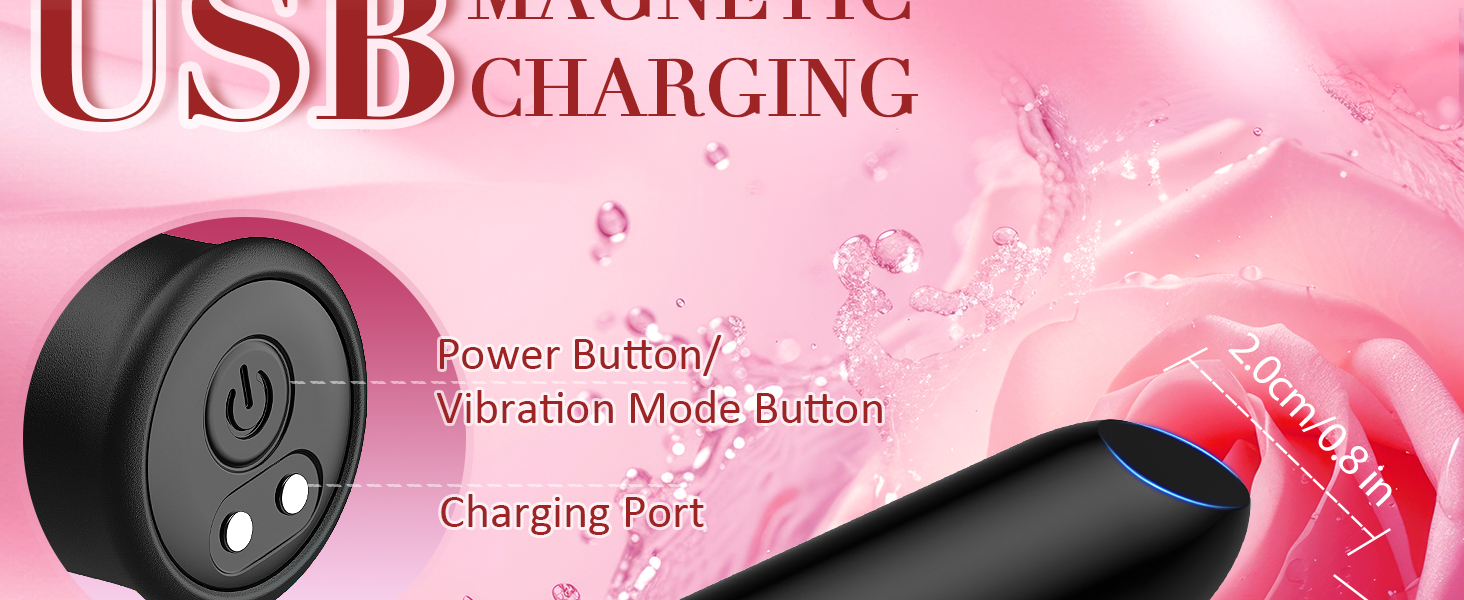 USB MAGNETIC
CHARGING
Power Button/
Vibration Mode Button
Charging Port
2.0cm/0.8 in